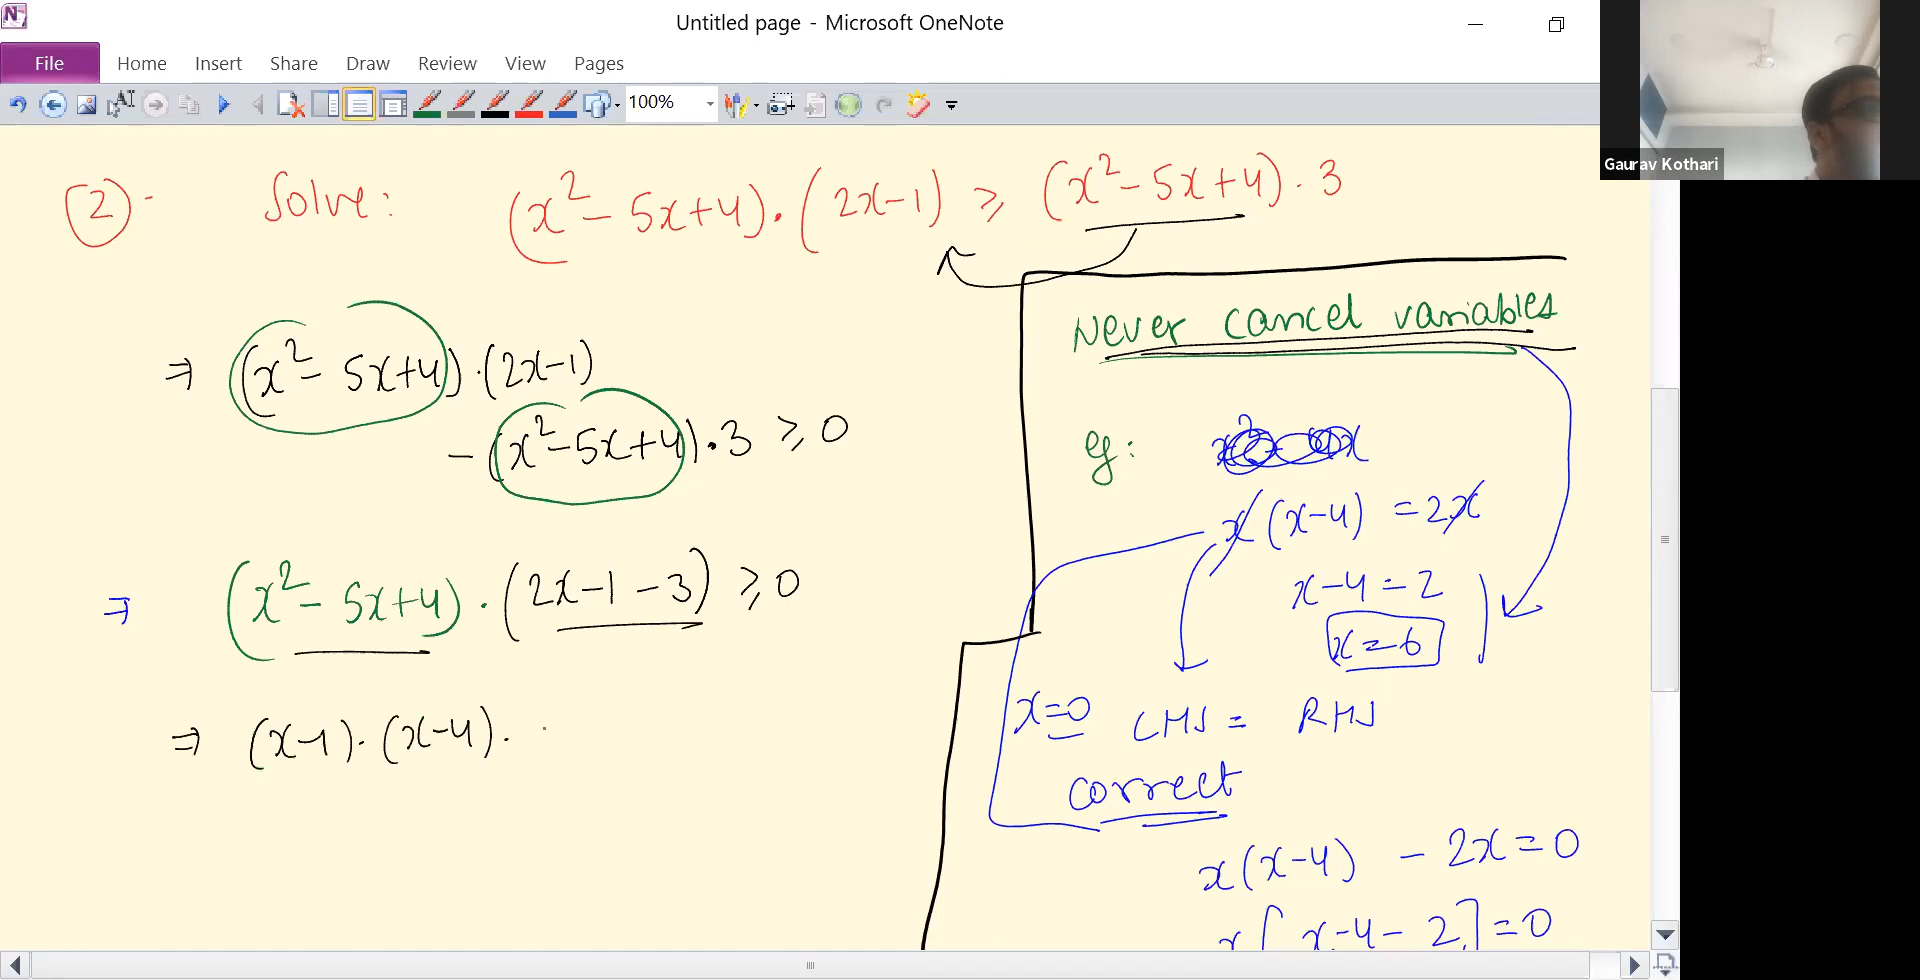 Untitled page - Microsoft OneNote
File Home Insert Share Draw Review View Pages
100%
Gaurav Kothari
(2)- Solve: (x²- 5x+4)·(2x-1) ≥ (x²-5x+4)·3
⇒ (x²- 5x+4)·(2x-1)
- (x²-5x+4)·3 ≥ 0
⇒ (x²- 5x+4)·(2x-1-3) ≥ 0
⇒ (x-1)·(x-4)·
Never cancel variables
eg:
x(x-4) = 2x
x-4 = 2
x=6
x=0 LHS = RHS
correct
x(x-4) - 2x=0
x[x-4-2]=0